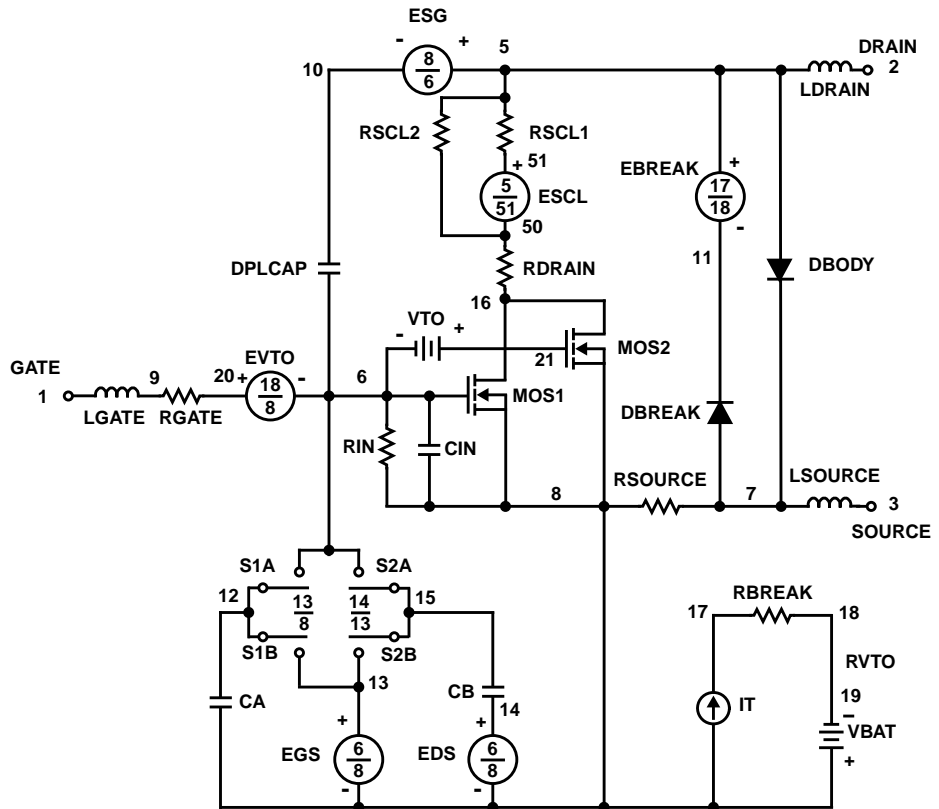 ESG
- + 5
DRAIN
2
10
8
6
LDRAIN
RSCL2
RSCL1
+ 51
5
51
ESCL
50
EBREAK
+
17
18
-
11
DPLCAP
RDRAIN
DBODY
16
- VTO +
21
MOS2
GATE
1
9
20
EVTO
+ 18 -
8
6
MOS1
LGATE
RGATE
DBREAK
RIN
CIN
RSOURCE
LSOURCE
8
7
3
SOURCE
S1A
S2A
12
13
8
14
13
15
S1B
S2B
13
CA
CB
14
+
EGS
6
8
-
+
EDS
6
8
-
RBREAK
17
18
RVTO
19
IT
-
VBAT
+